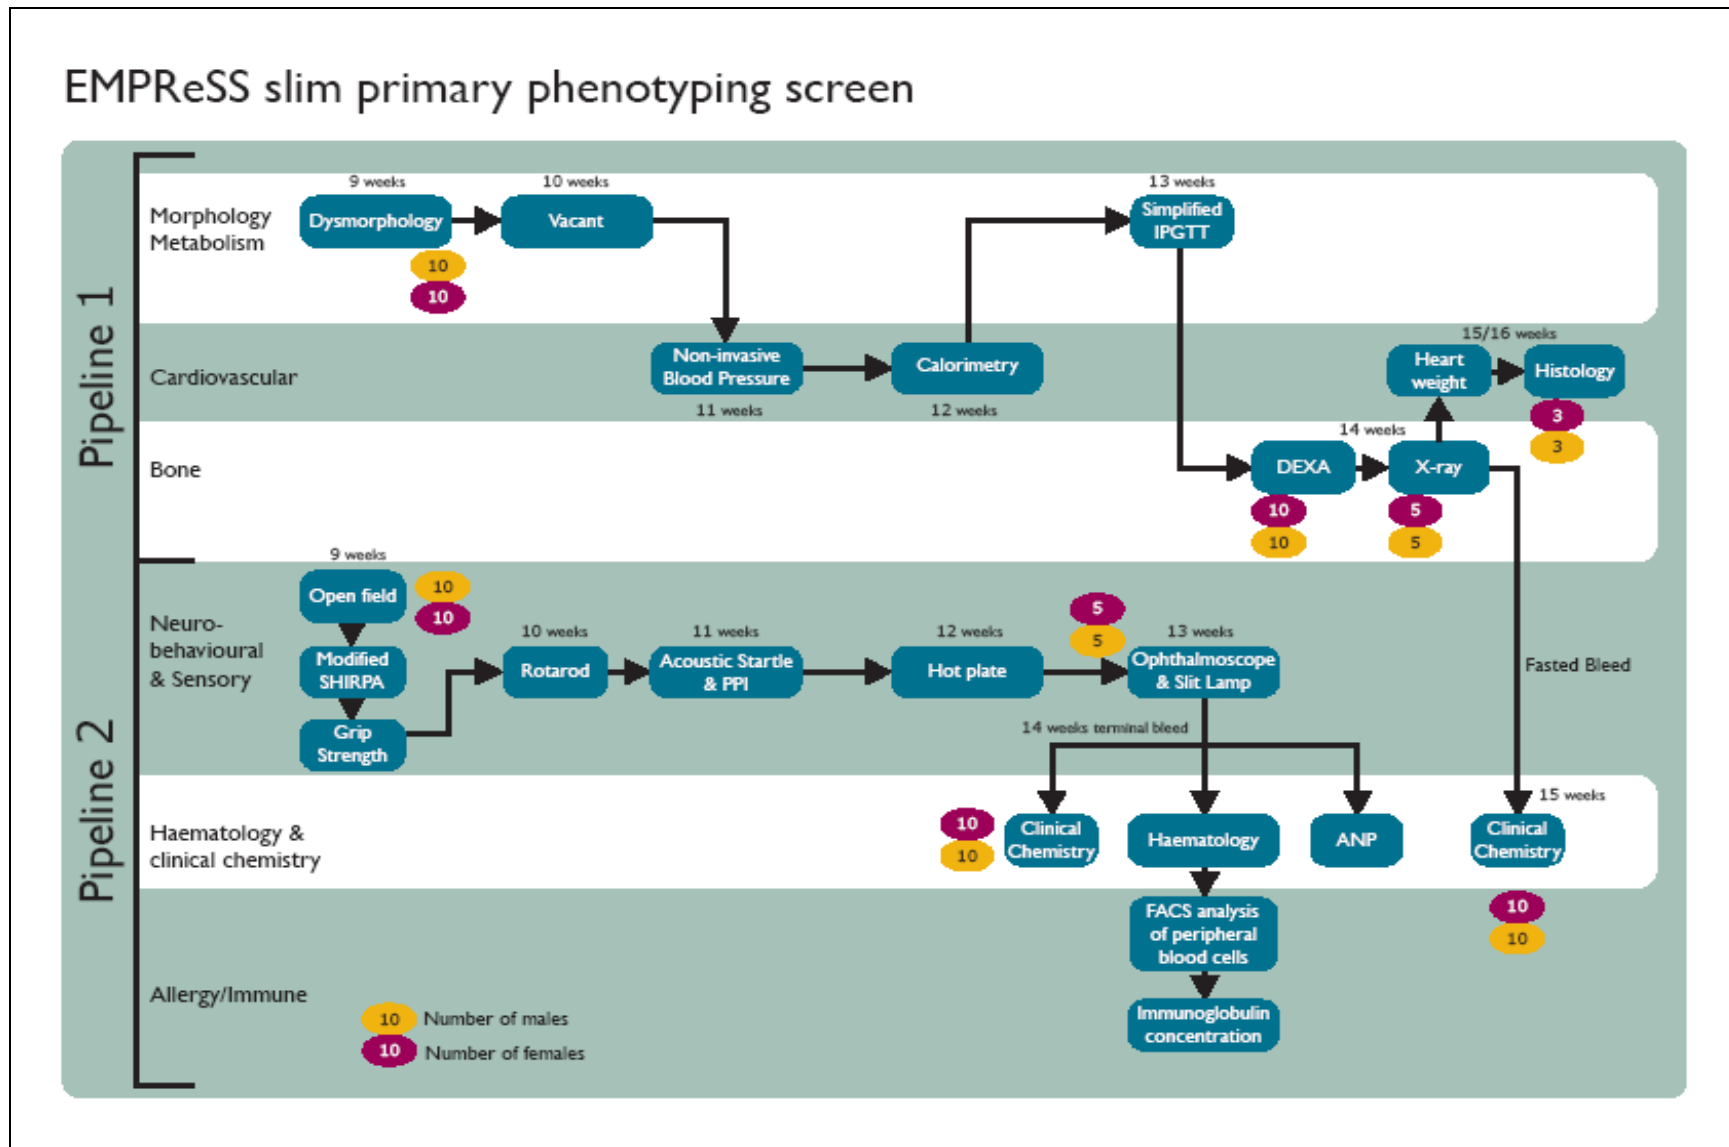 EMPReSS slim primary phenotyping screen
Pipeline 1
Morphology
Metabolism
9 weeks
Dysmorphology
10
10
10 weeks
Vacant
13 weeks
Simplified
IPGTT
Cardiovascular
Non-invasive
Blood Pressure
11 weeks
Calorimetry
12 weeks
15/16 weeks
Heart
weight
Histology
3
3
Bone
14 weeks
DEXA
10
10
X-ray
5
5
Fasted Bleed
Pipeline 2
Neuro-
behavioural
& Sensory
9 weeks
Open field
10
10
Modified
SHIRPA
Grip
Strength
10 weeks
Rotarod
11 weeks
Acoustic Startle
& PPI
12 weeks
Hot plate
5
5
13 weeks
Ophthalmoscope
& Slit Lamp
14 weeks terminal bleed
Haematology &
clinical chemistry
10
10
Clinical
Chemistry
Haematology
ANP
15 weeks
Clinical
Chemistry
10
10
Allergy/Immune
FACS analysis
of peripheral
blood cells
Immunoglobulin
concentration
10 Number of males
10 Number of females